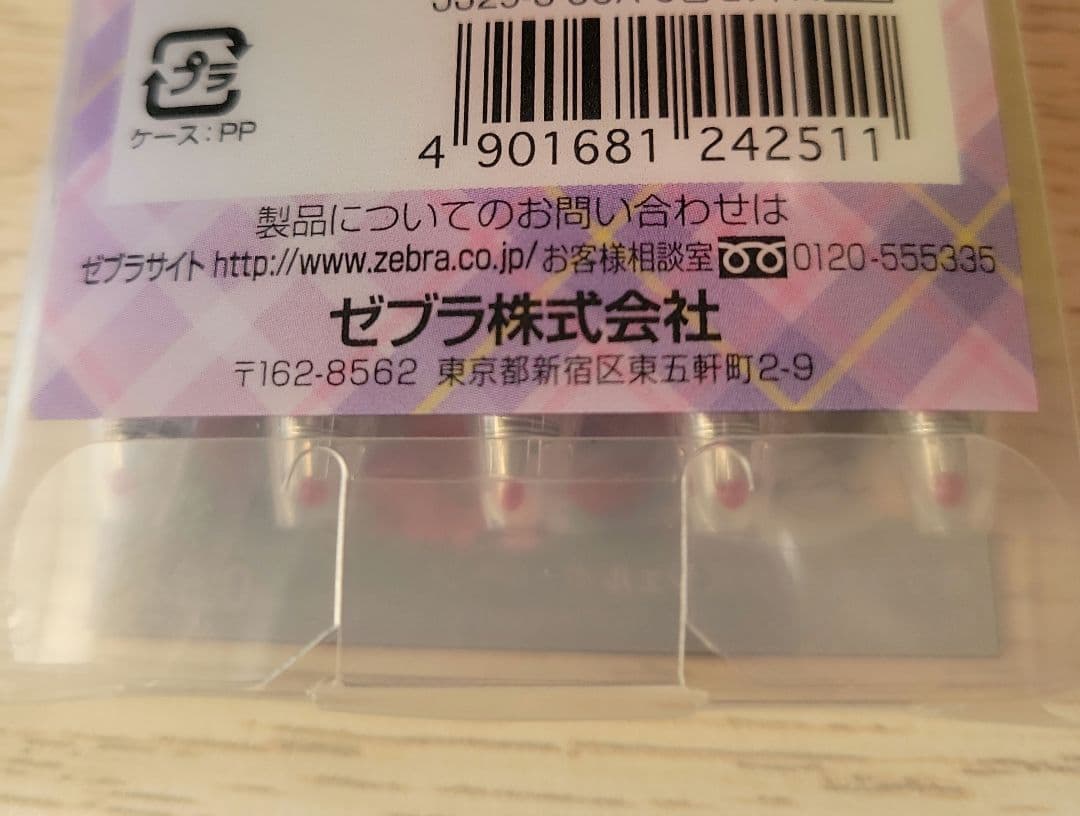 プラ
ケース:PP
4 901681 242511
製品についてのお問い合わせは
ゼブラサイト http://www.zebra.co.jp/ お客様相談室 0120-555335
ゼブラ株式会社
〒162-8562 東京都新宿区東五軒町2-9